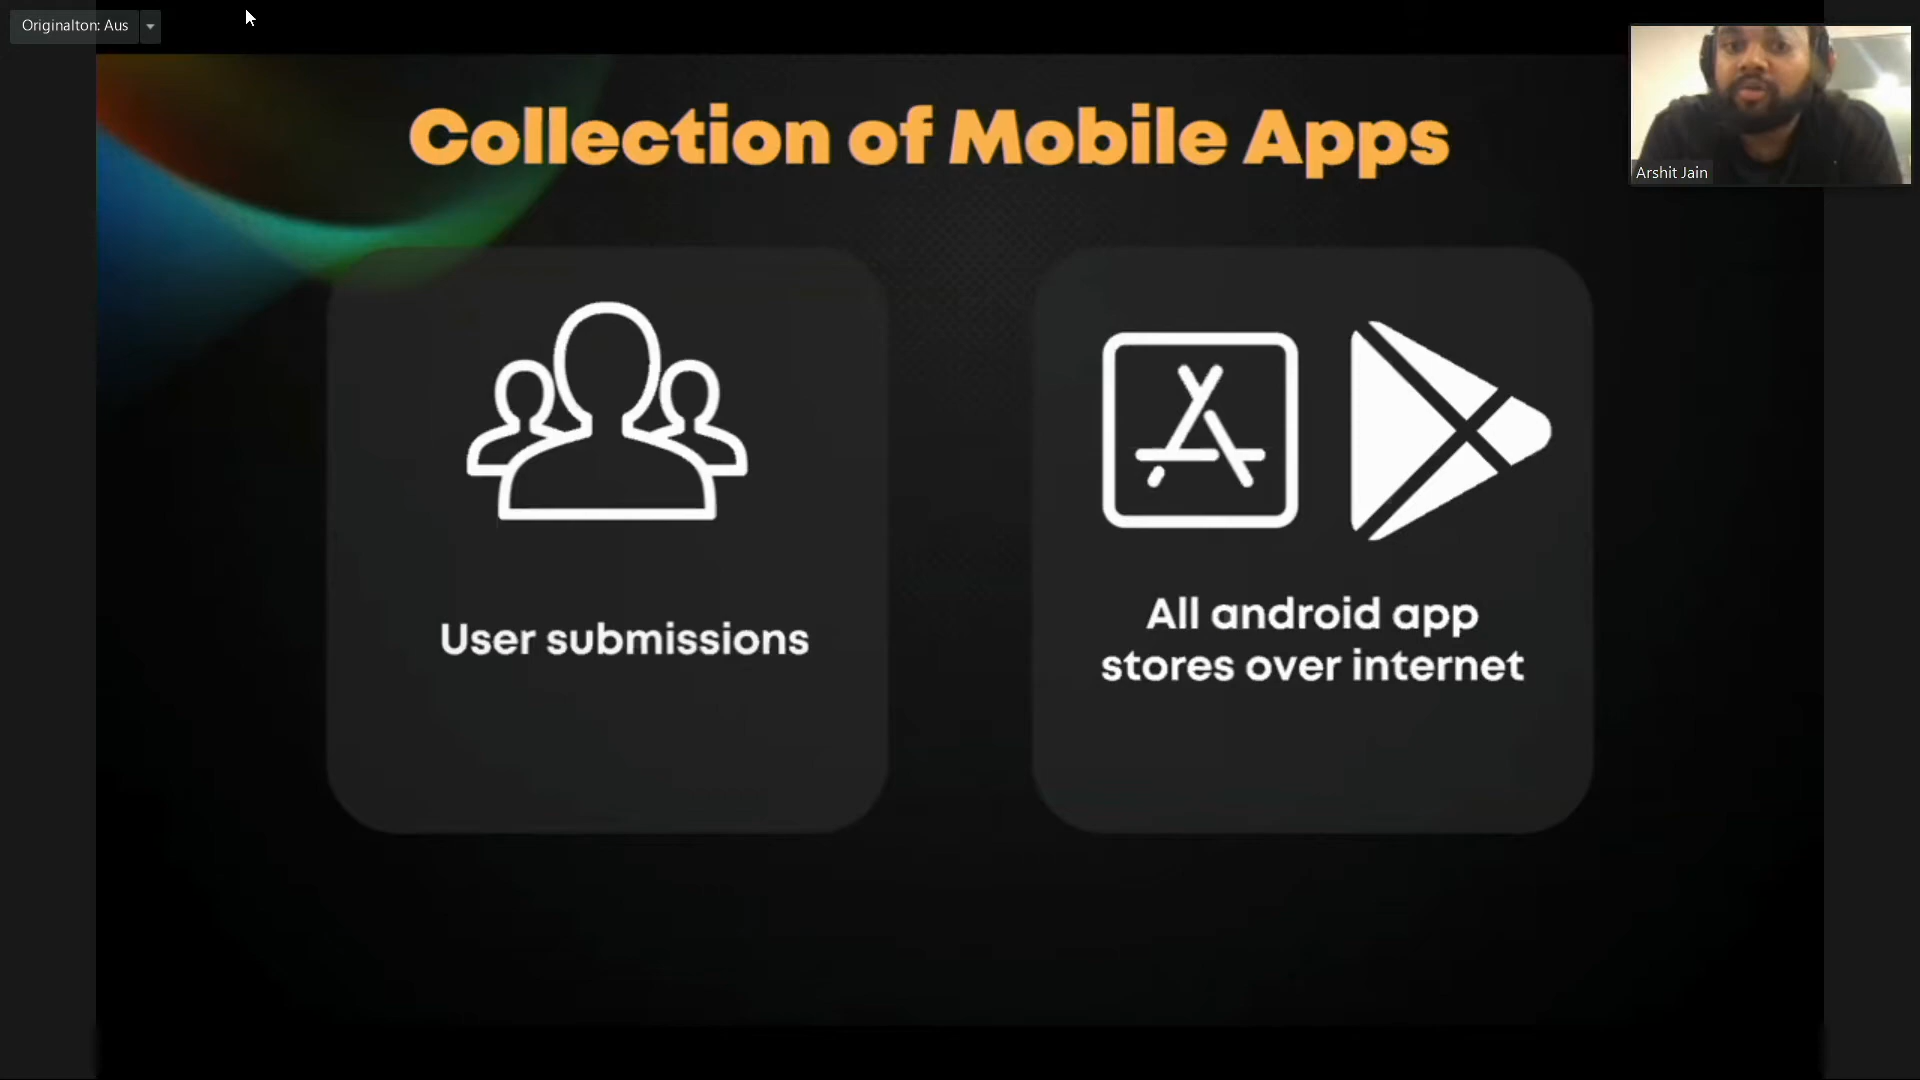 Originalton: Aus
Collection of Mobile Apps
Arshit Jain
User submissions
All android app
stores over internet